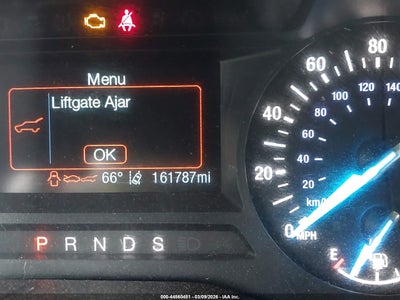 Menu
Liftgate Ajar
OK
66° 161787mi
P R N D S
0 20 40 60 80
20 40 60 80 100 120 140
km/h
MPH
E
000-44560481 - 03/09/2026 - IAA Inc.